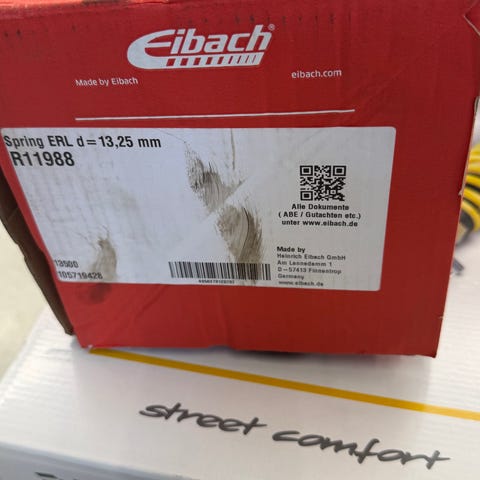 Eibach®
Made by Eibach
eibach.com
Spring ERL d=13,25 mm
R11988
Alle Dokumente
( ABE / Gutachten etc.)
unter www.eibach.de
Made by
Heinrich Eibach GmbH
Am Lennedamm 1
D-57413 Finnentrop
Germany
www.eibach.de
13500
105719428
street comfort